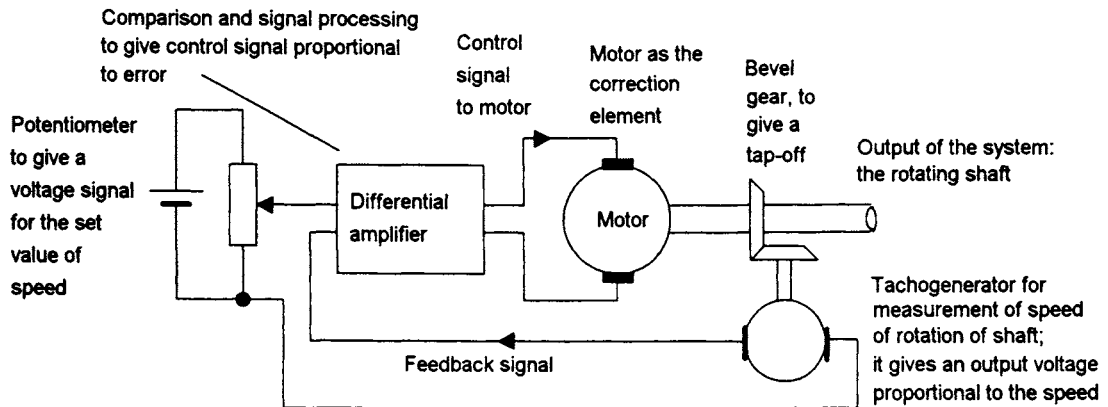 Comparison and signal processing
to give control signal proportional
to error
Control
signal
to motor
Motor as the
correction
element
Bevel
gear, to
give a
tap-off
Potentiometer
to give a
voltage signal
for the set
value of
speed
Differential
amplifier
Motor
Output of the system:
the rotating shaft
Tachogenerator for
measurement of speed
of rotation of shaft;
it gives an output voltage
proportional to the speed
Feedback signal